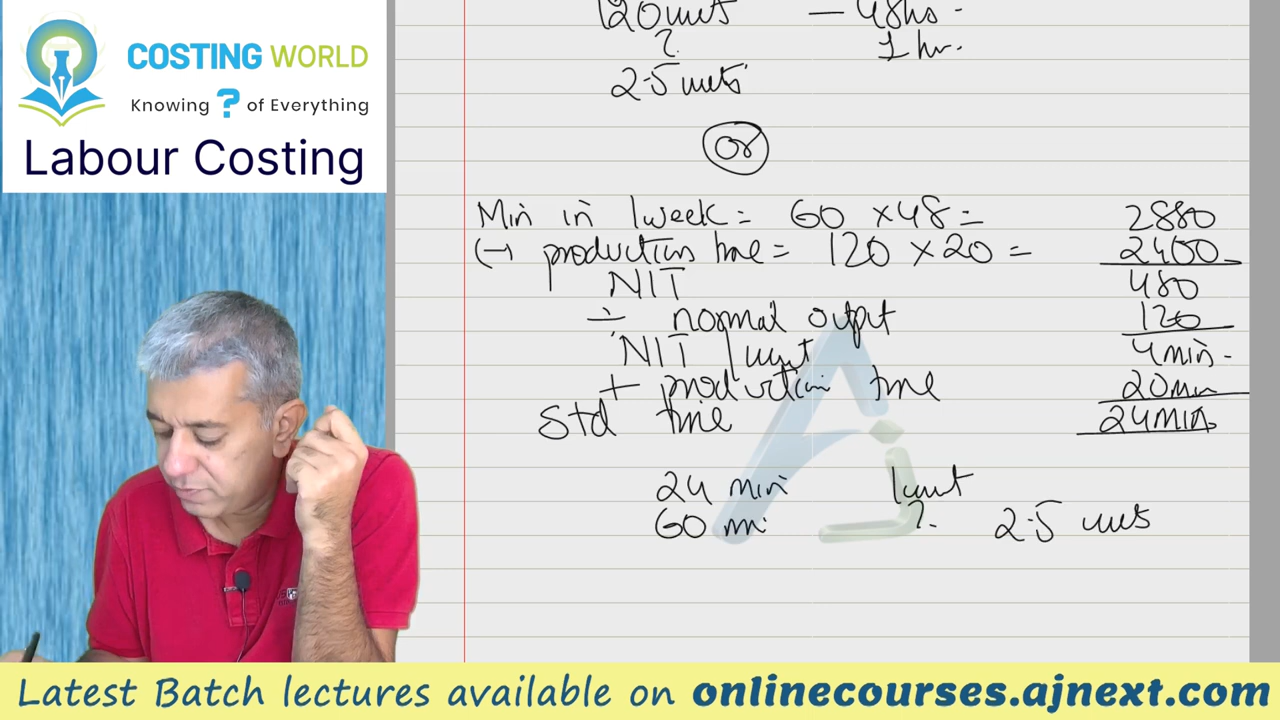 COSTING WORLD
Knowing ? of Everything
Labour Costing
120 units — 48hs.
? 1 hr.
2.5 units
or
Min in 1 week = 60 × 48 = 2880
(-) production time = 120 × 20 = 2400
NIT 480
÷ normal output 120
NIT / unit 4 min.
+ production time 20 min
Std time 24 MIN
24 min 1 unit
60 mi ? 2.5 units
Latest Batch lectures available on onlinecourses.ajnext.com